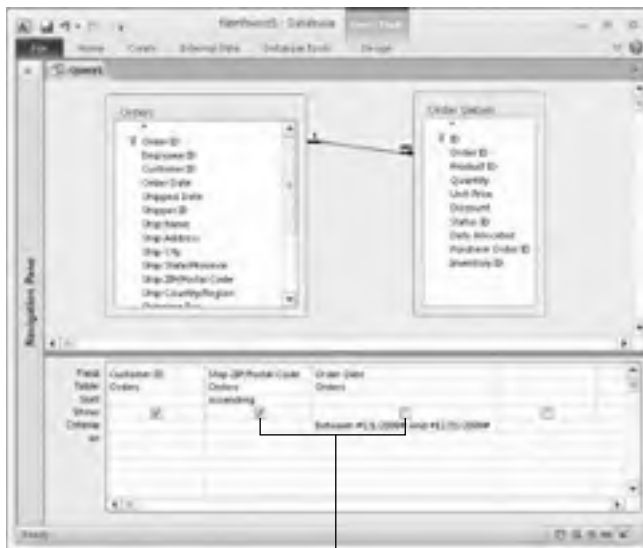 File Home Create External Data Database Tools Design
Query1
Orders
*
Order ID
Employee ID
Customer ID
Order Date
Shipped Date
Shipper ID
Ship Name
Ship Address
Ship City
Ship State/Province
Ship ZIP/Postal Code
Ship Country/Region
Order Details
*
ID
Order ID
Product ID
Quantity
Unit Price
Discount
Status ID
Date Allocated
Purchase Order ID
Inventory ID
Navigation Pane
Field: Customer ID Ship ZIP/Postal Code Order Date
Table: Orders Orders Orders
Sort: Ascending
Show:
Criteria: Between And
or:
Ready